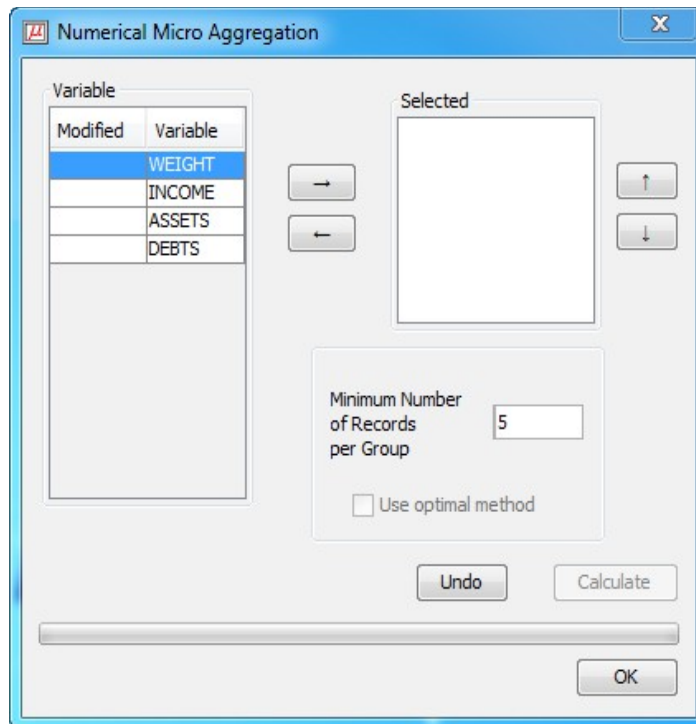 μ Numerical Micro Aggregation X
Variable
Modified Variable
WEIGHT
INCOME
ASSETS
DEBTS
→
←
Selected
↑
↓
Minimum Number
of Records
per Group
5
Use optimal method
Undo Calculate
OK